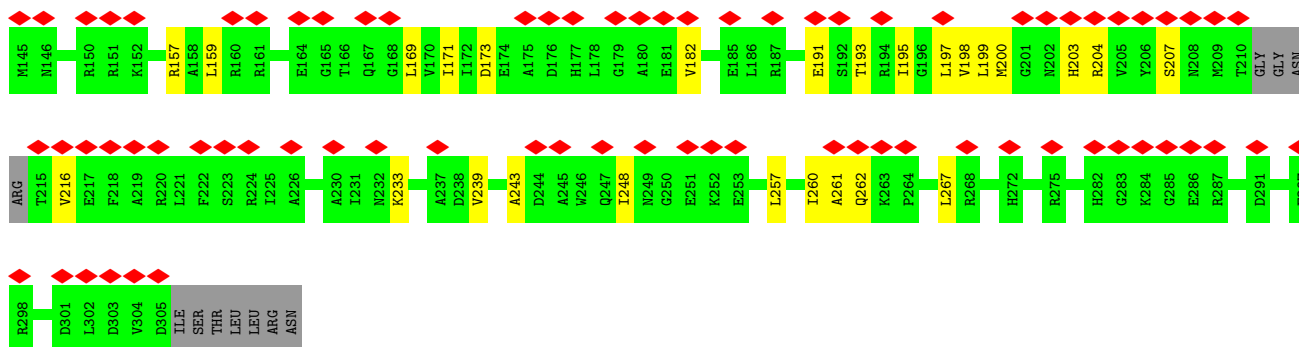 M145 N146 R150 R151 K152 R157 A158 L159 R160 R161 E164 G165 T166 Q167 G168 L169 V170 I171 I172 D173 E174 A175 D176 H177 L178 G179 A180 E181 V182 E185 L186 R187 E191 S192 T193 R194 I195 G196 L197 V198 L199 M200 G201 N202 H203 R204 V205 Y206 S207 N208 M209 T210 GLY GLY ASN
ARG T215 V216 E217 F218 A219 R220 L221 F222 S223 R224 I225 A226 A230 I231 N232 K233 A237 D238 V239 A243 D244 A245 W246 Q247 I248 N249 G250 E251 K252 E253 L257 I260 A261 Q262 K263 P264 L267 R268 H272 R275 H282 G283 K284 G285 E286 R287 D291
R298 D301 L302 D303 V304 D305 ILE SER THR LEU LEU ARG ASN